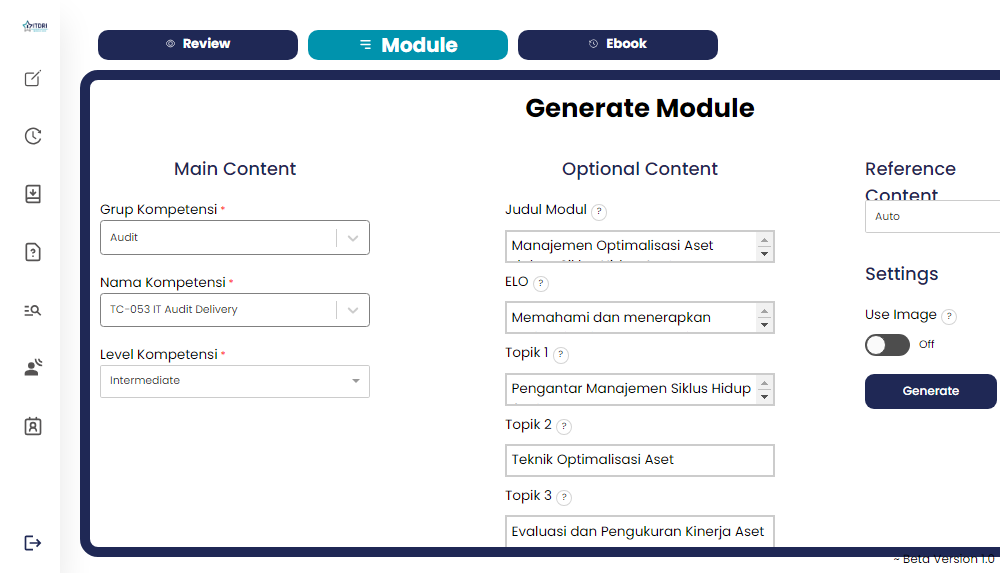 ITDRI
Review
Module
Ebook
Generate Module
Main Content
Grup Kompetensi *
Audit
Nama Kompetensi *
TC-053 IT Audit Delivery
Level Kompetensi *
Intermediate
Optional Content
Judul Modul ?
Manajemen Optimalisasi Aset
ELO ?
Memahami dan menerapkan
Topik 1 ?
Pengantar Manajemen Siklus Hidup
Topik 2 ?
Teknik Optimalisasi Aset
Topik 3 ?
Evaluasi dan Pengukuran Kinerja Aset
Reference
Content
Auto
Settings
Use Image ?
Off
Generate
~ Beta Version 1.0